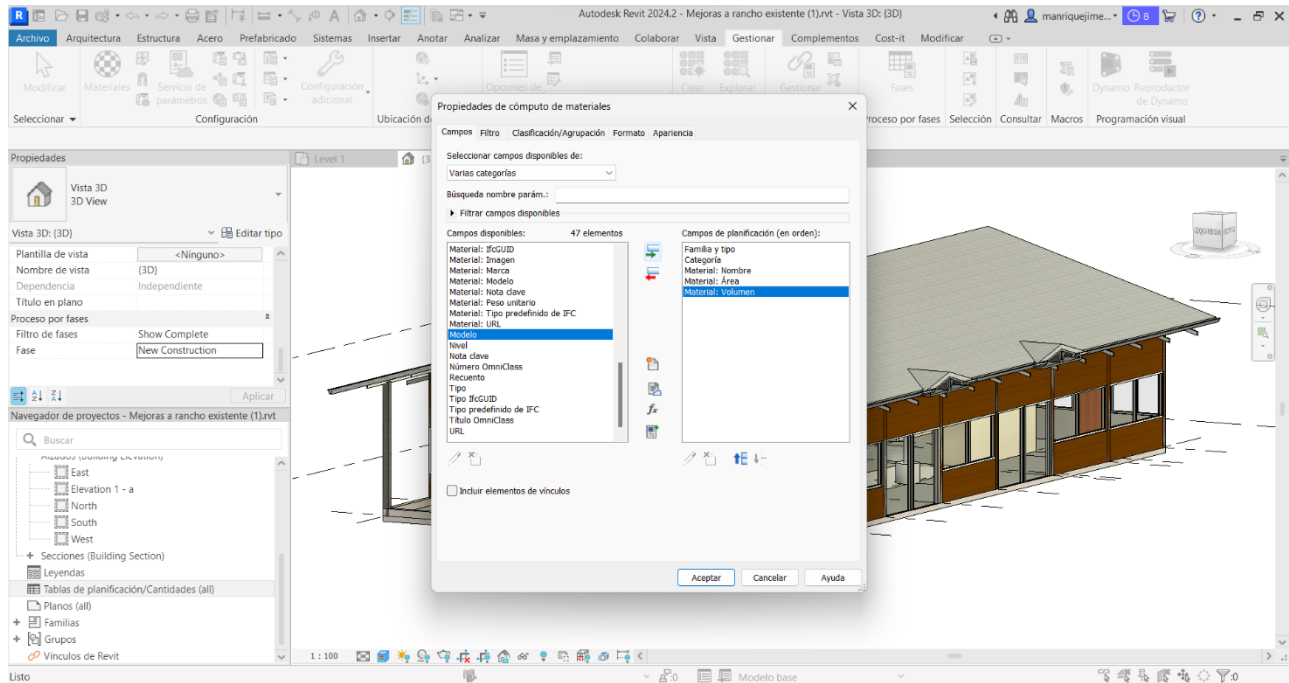 Autodesk Revit 2024.2 - Mejoras a rancho existente (1).rvt - Vista 3D: {3D}
manriquejime...
8
Archivo Arquitectura Estructura Acero Prefabricado Sistemas Insertar Anotar Analizar Masa y emplazamiento Colaborar Vista Gestionar Complementos Cost-it Modificar
Modificar
Materiales
Servicio de
parámetros
Configuración
adicional
Opciones de
Crear
Explorar
Gestionar
Fases
Dynamo
Reproductor
de Dynamo
Seleccionar
Configuración
Ubicación d
Proceso por fases
Selección
Consultar
Macros
Programación visual
Propiedades
Vista 3D
3D View
Vista 3D: {3D}
Editar tipo
Plantilla de vista <Ninguno>
Nombre de vista {3D}
Dependencia Independiente
Título en plano
Proceso por fases
Filtro de fases Show Complete
Fase New Construction
Aplicar
Navegador de proyectos - Mejoras a rancho existente (1).rvt
Buscar
Alzados (Building Elevation)
East
Elevation 1 - a
North
South
West
Secciones (Building Section)
Leyendas
Tablas de planificación/Cantidades (all)
Planos (all)
Familias
Grupos
Vínculos de Revit
Level 1
{3
Propiedades de cómputo de materiales
Campos Filtro Clasificación/Agrupación Formato Apariencia
Seleccionar campos disponibles de:
Varias categorías
Búsqueda nombre parám.:
Filtrar campos disponibles
Campos disponibles: 47 elementos
Material: IfcGUID
Material: Imagen
Material: Marca
Material: Modelo
Material: Nota clave
Material: Peso unitario
Material: Tipo predefinido de IFC
Material: URL
Modelo
Nivel
Nota clave
Número OmniClass
Recuento
Tipo
Tipo IfcGUID
Tipo predefinido de IFC
Título OmniClass
URL
Campos de planificación (en orden):
Familia y tipo
Categoría
Material: Nombre
Material: Área
Material: Volumen
Incluir elementos de vínculos
Aceptar Cancelar Ayuda
IZQUIERDA
1 : 100
Listo
:0
Modelo base
:0